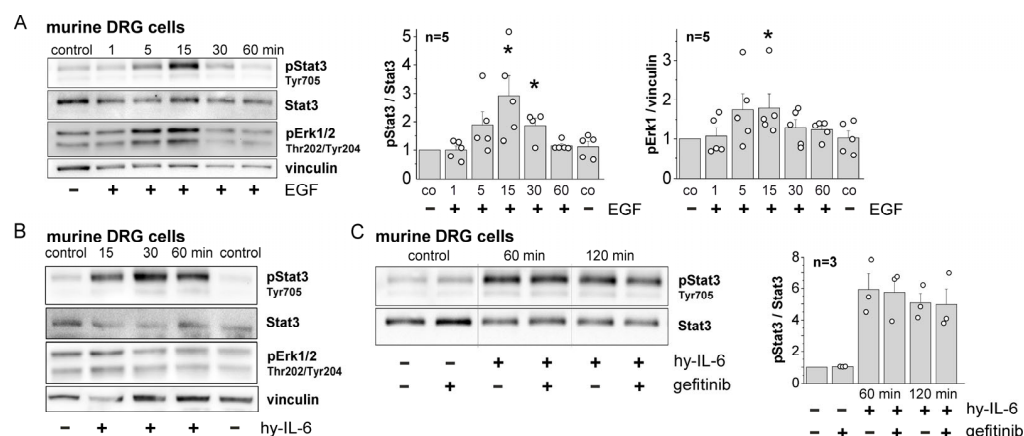 A
murine DRG cells
control 1 5 15 30 60 min
pStat3
Tyr705
Stat3
pErk1/2
Thr202/Tyr204
vinculin
− + + + + +
EGF
n=5
pStat3 / Stat3
5
4
3
2
1
0
*
*
co 1 5 15 30 60 co
− + + + + + −
EGF
n=5
pErk1/vinculin
4
3
2
1
0
*
co 1 5 15 30 60 co
− + + + + + −
EGF
B
murine DRG cells
control 15 30 60 min control
pStat3
Tyr705
Stat3
pErk1/2
Thr202/Tyr204
vinculin
− + + + −
hy-IL-6
C
murine DRG cells
control 60 min 120 min
pStat3
Tyr705
Stat3
− − + + + + hy-IL-6
− + − + − + gefitinib
n=3
pStat3 / Stat3
8
6
4
2
0
60 min 120 min
− − + + + + hy-IL-6
− + − + − + gefitinib